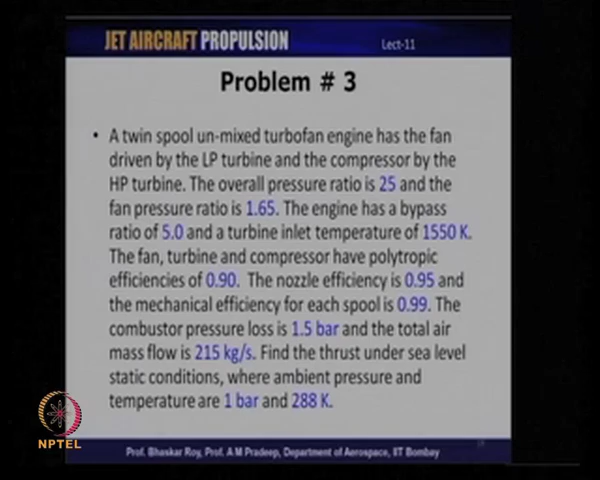 JET AIRCRAFT PROPULSION
Lect-11
Problem # 3
• A twin spool un-mixed turbofan engine has the fan
driven by the LP turbine and the compressor by the
HP turbine. The overall pressure ratio is 25 and the
fan pressure ratio is 1.65. The engine has a bypass
ratio of 5.0 and a turbine inlet temperature of 1550 K.
The fan, turbine and compressor have polytropic
efficiencies of 0.90. The nozzle efficiency is 0.95 and
the mechanical efficiency for each spool is 0.99. The
combustor pressure loss is 1.5 bar and the total air
mass flow is 215 kg/s. Find the thrust under sea level
static conditions, where ambient pressure and
temperature are 1 bar and 288 K.
NPTEL
Prof. Bhaskar Roy, Prof. A M Pradeep, Department of Aerospace, IIT Bombay